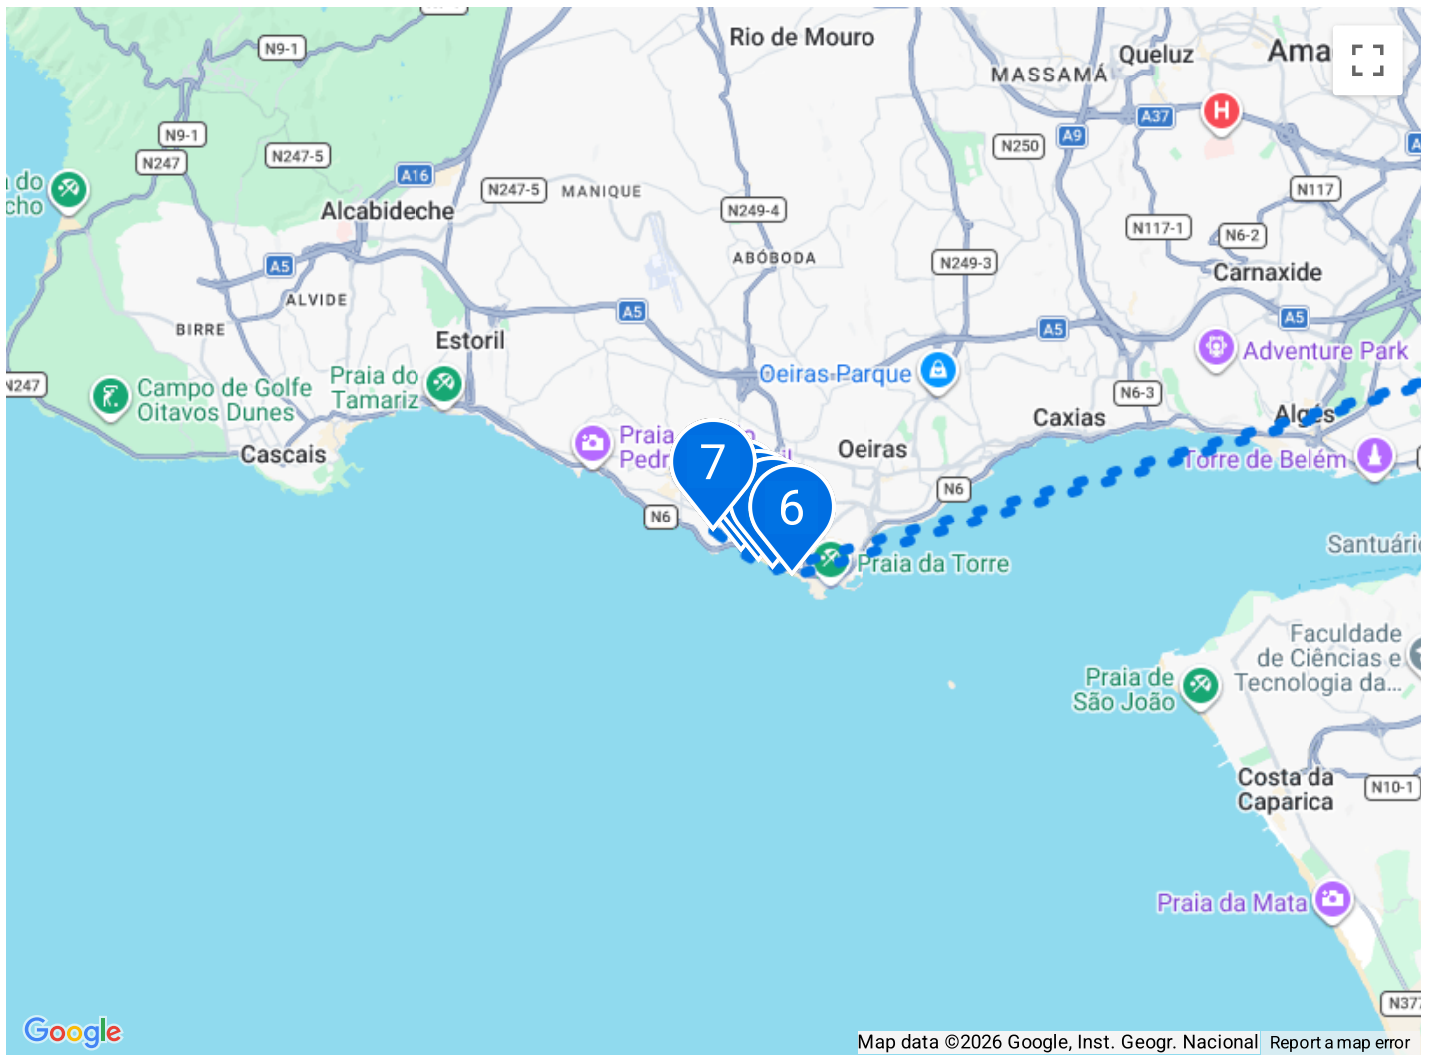 N9-1
Rio de Mouro
Queluz
Ama
MASSAMÁ
H
A37
A9
N9-1
N250
N247
N247-5
A16
N247-5
MANIQUE
N117
do
cho
Alcabideche
N249-4
N117-1
N6-2
A5
ABÓBODA
N249-3
Carnaxide
ALVIDE
A5
A5
BIRRE
A5
Estoril
Adventure Park
Praia do
Tamariz
Oeiras Parque
N247
Campo de Golfe
Oitavos Dunes
N6-3
Caxias
Algés
Cascais
Praia
Pedr
7
Oeiras
Torre de Belém
N6
N6
6
Praia da Torre
Santuário
Faculdade
de Ciências e
Tecnologia da...
Praia de
São João
Costa da
Caparica
N10-1
Praia da Mata
N377
Google
Map data ©2026 Google, Inst. Geogr. Nacional
Report a map error